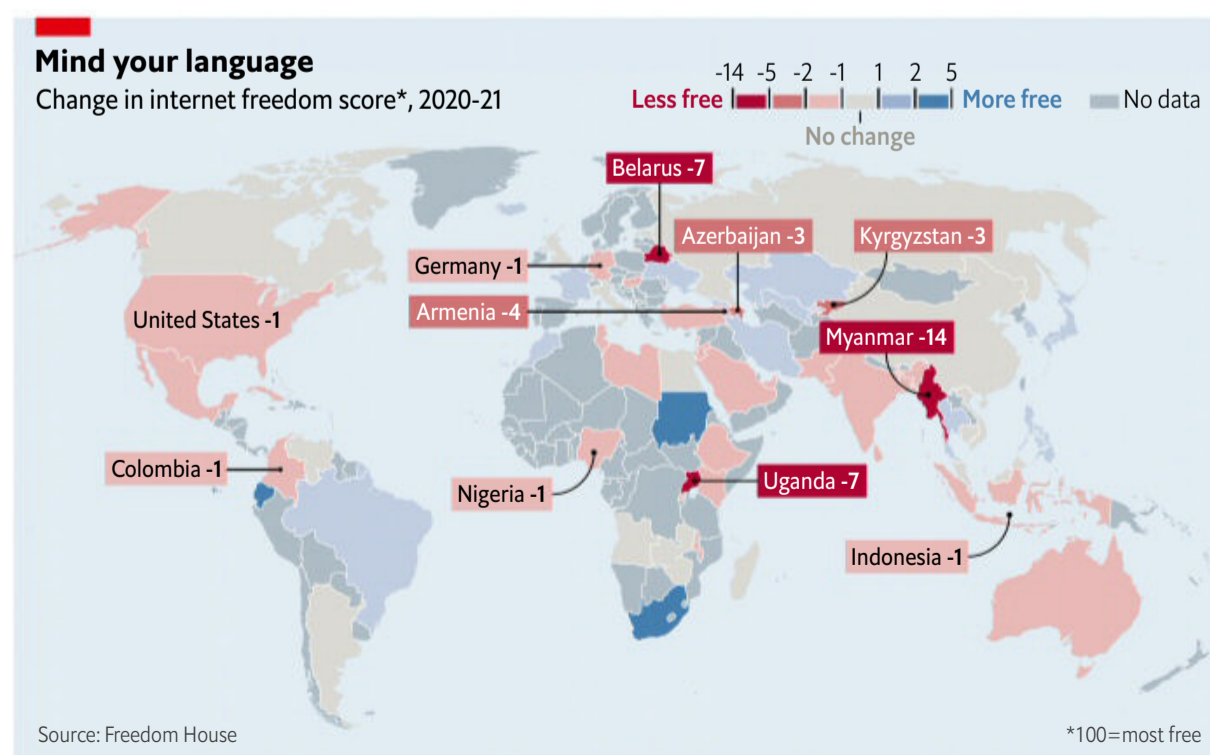 Mind your language
Change in internet freedom score*, 2020-21
-14 -5 -2 -1 1 2 5
Less free More free No data
No change
Belarus -7
Azerbaijan -3
Kyrgyzstan -3
Germany -1
Armenia -4
United States -1
Myanmar -14
Colombia -1
Nigeria -1
Uganda -7
Indonesia -1
Source: Freedom House
*100=most free